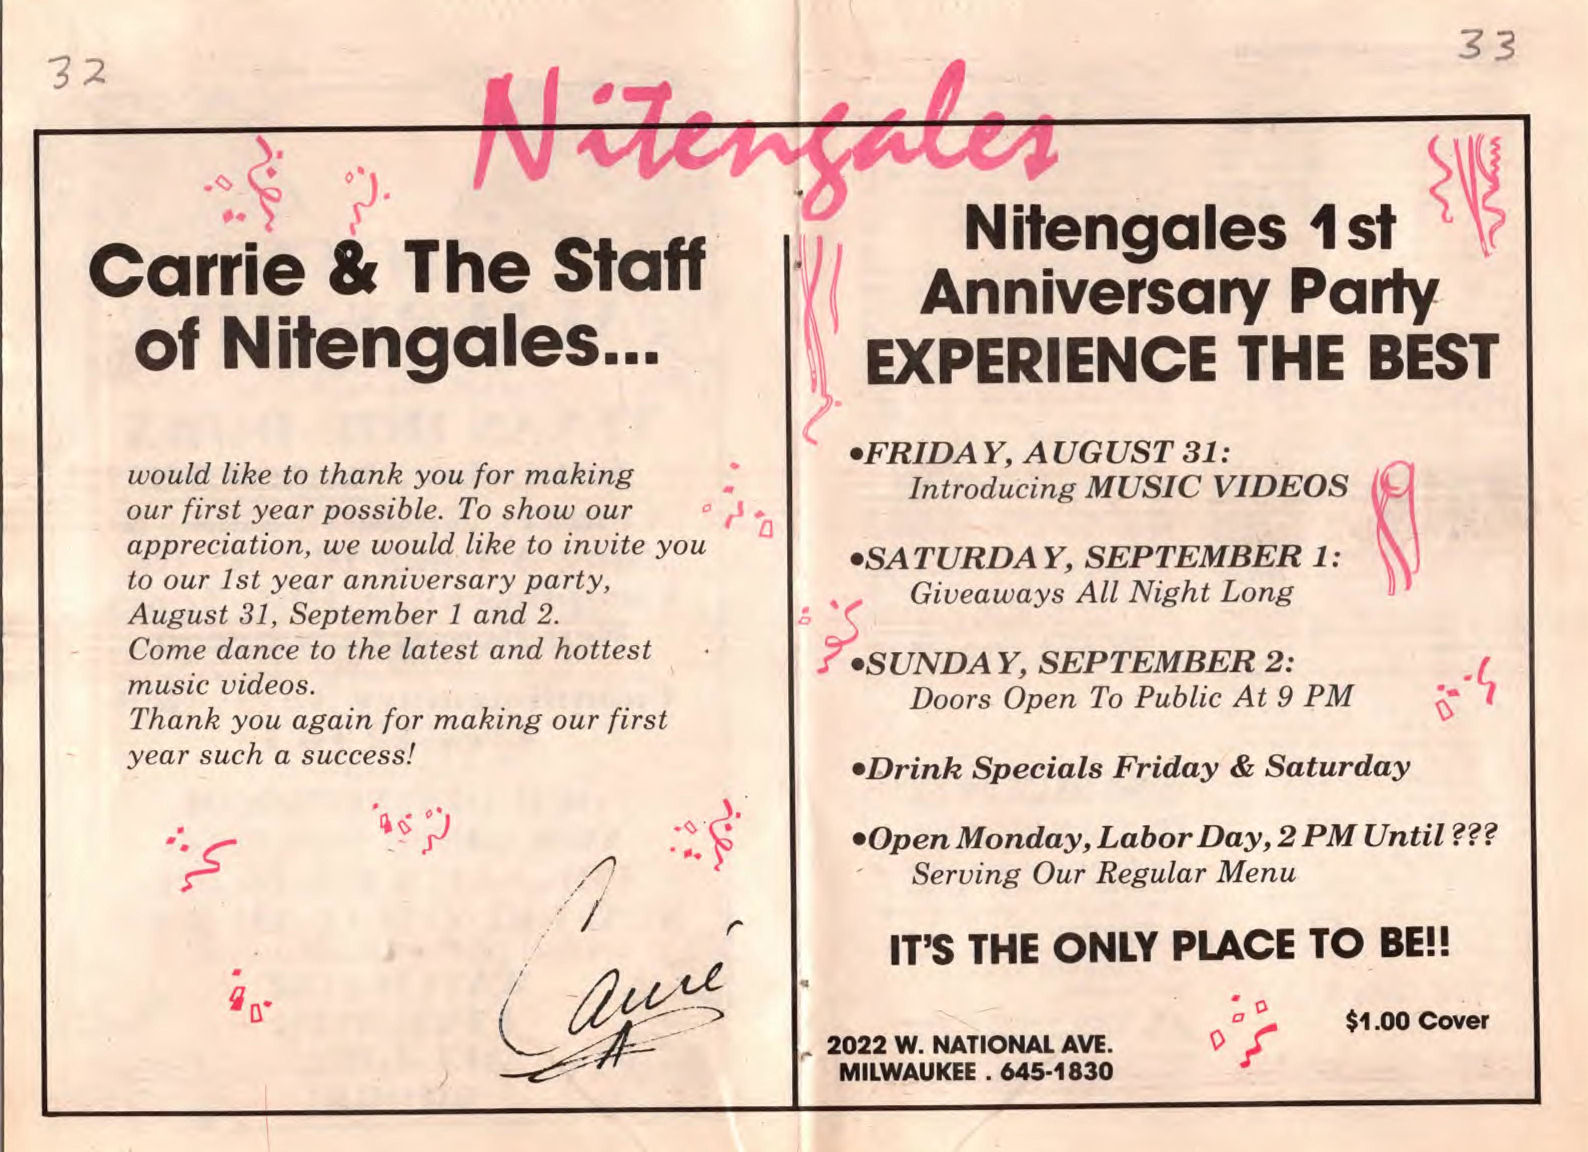 32
33
Nitengales
Carrie & The Staff
of Nitengales...
would like to thank you for making
our first year possible. To show our
appreciation, we would like to invite you
to our 1st year anniversary party,
August 31, September 1 and 2.
Come dance to the latest and hottest
music videos.
Thank you again for making our first
year such a success!
Carrie
Nitengales 1st
Anniversary Party
EXPERIENCE THE BEST
•FRIDAY, AUGUST 31:
Introducing MUSIC VIDEOS
•SATURDAY, SEPTEMBER 1:
Giveaways All Night Long
•SUNDAY, SEPTEMBER 2:
Doors Open To Public At 9 PM
•Drink Specials Friday & Saturday
•Open Monday, Labor Day, 2 PM Until ???
Serving Our Regular Menu
IT'S THE ONLY PLACE TO BE!!
$1.00 Cover
2022 W. NATIONAL AVE.
MILWAUKEE . 645-1830